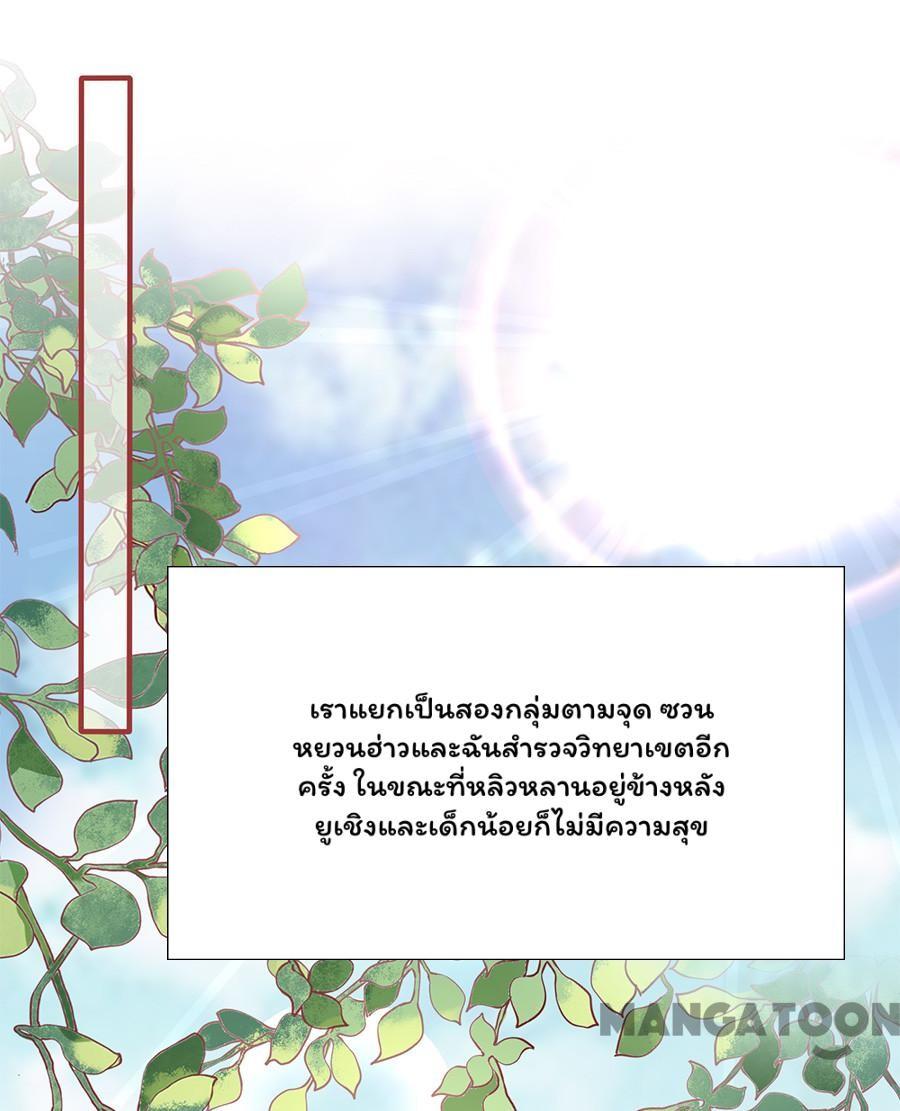 เราแยกเป็นสองกลุ่มตามจุด ซวน
หยวนฮ่าวและฉันสำรวจวิทยาเขตอีก
ครั้ง ในขณะที่หลิวหลานอยู่ข้างหลัง
ยูเชิงและเด็กน้อยก็ไม่มีความสุข
MANGATOON